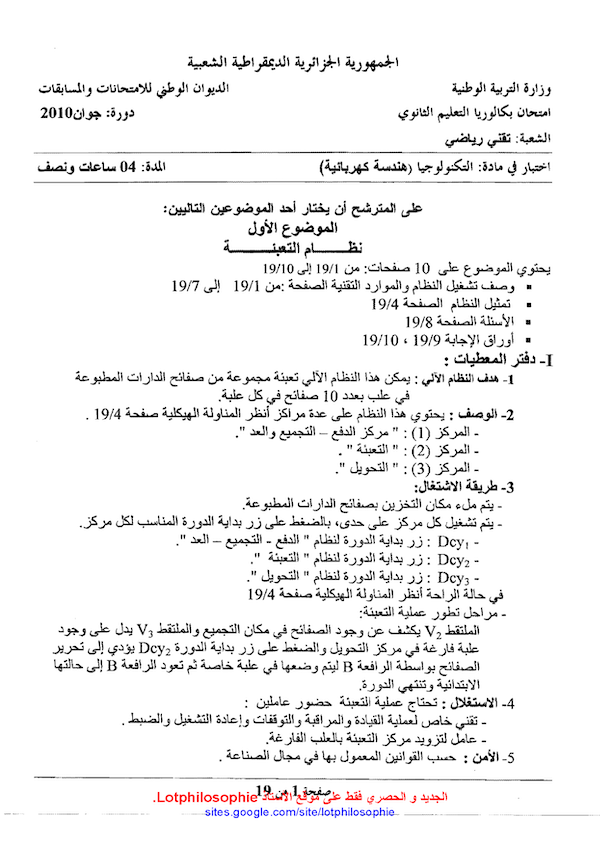 الجمهورية الجزائرية الديمقراطية الشعبية
وزارة التربية الوطنية
الديوان الوطني للامتحانات والمسابقات
امتحان بكالوريا التعليم الثانوي
دورة: جوان2010
الشعبة: تقني رياضي
اختبار في مادة: التكنولوجيا (هندسة كهربائية)
المدة: 04 ساعات ونصف
على المترشح أن يختار أحد الموضوعين التاليين:
الموضوع الأول
نظــام التعبئــــة
يحتوي الموضوع على 10 صفحات: من 19/1 إلى 19/10
▪ وصف تشغيل النظام والموارد التقنية الصفحة :من 19/1 إلى 19/7
▪ تمثيل النظام الصفحة 19/4
▪ الأسئلة الصفحة 19/8
▪ أوراق الإجابة 19/9 ، 19/10
I- دفتر المعطيات :
1- هدف النظام الآلي : يمكن هذا النظام الآلي تعبئة مجموعة من صفائح الدارات المطبوعة
في علب بعدد 10 صفائح في كل علبة.
2- الوصف : يحتوي هذا النظام على عدة مراكز أنظر المناولة الهيكلية صفحة 19/4 .
- المركز (1) : " مركز الدفع – التجميع والعد ".
- المركز (2) : " التعبئة " .
- المركز (3) : " التحويل ".
3- طريقة الاشتغال:
- يتم ملء مكان التخزين بصفائح الدارات المطبوعة.
- يتم تشغيل كل مركز على حدى، بالضغط على زر بداية الدورة المناسب لكل مركز.
- Dcy₁ : زر بداية الدورة لنظام " الدفع - التجميع – العد ".
- Dcy₂ : زر بداية الدورة لنظام " التعبئة ".
- Dcy₃ : زر بداية الدورة لنظام " التحويل ".
في حالة الراحة أنظر المناولة الهيكلية صفحة 19/4
- مراحل تطور عملية التعبئة:
الملتقط V₂ يكشف عن وجود الصفائح في مكان التجميع والملتقط V₃ يدل على وجود
علبة فارغة في مركز التحويل والضغط على زر بداية الدورة Dcy₂ يؤدي إلى تحرير
الصفائح بواسطة الرافعة B ليتم وضعها في علبة خاصة ثم تعود الرافعة B إلى حالتها
الابتدائية وتنتهي الدورة.
4- الاستغلال : تحتاج عملية التعبئة حضور عاملين :
- تقني خاص لعملية القيادة والمراقبة والتوقفات وإعادة التشغيل والضبط .
- عامل لتزويد مركز التعبئة بالعلب الفارغة.
5- الأمن : حسب القوانين المعمول بها في مجال الصناعة .
صفحة 1 من 19
الجديد و الحصري فقط على موقع الأستاذ Lotphilosophie.
sites.google.com/site/lotphilosophie